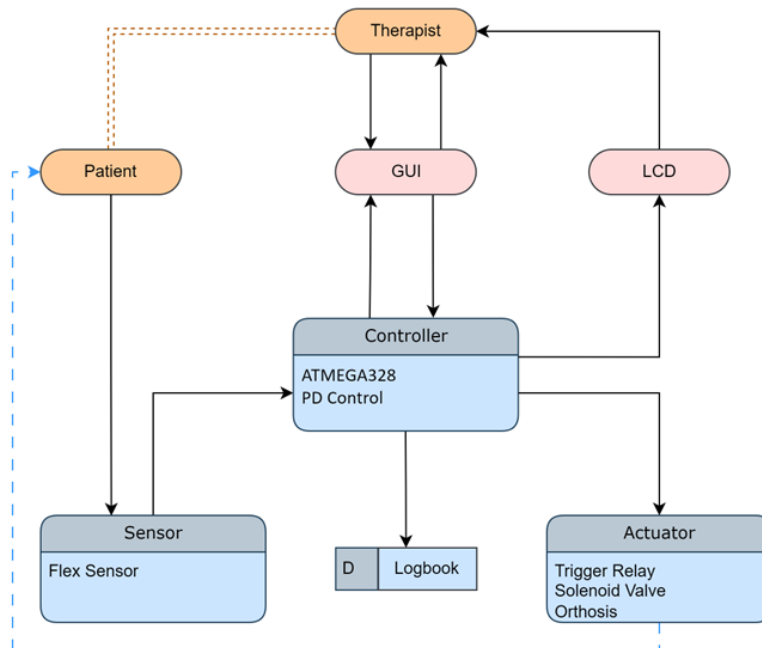 Therapist
Patient
GUI
LCD
Controller
ATMEGA328
PD Control
Sensor
Flex Sensor
D
Logbook
Actuator
Trigger Relay
Solenoid Valve
Orthosis